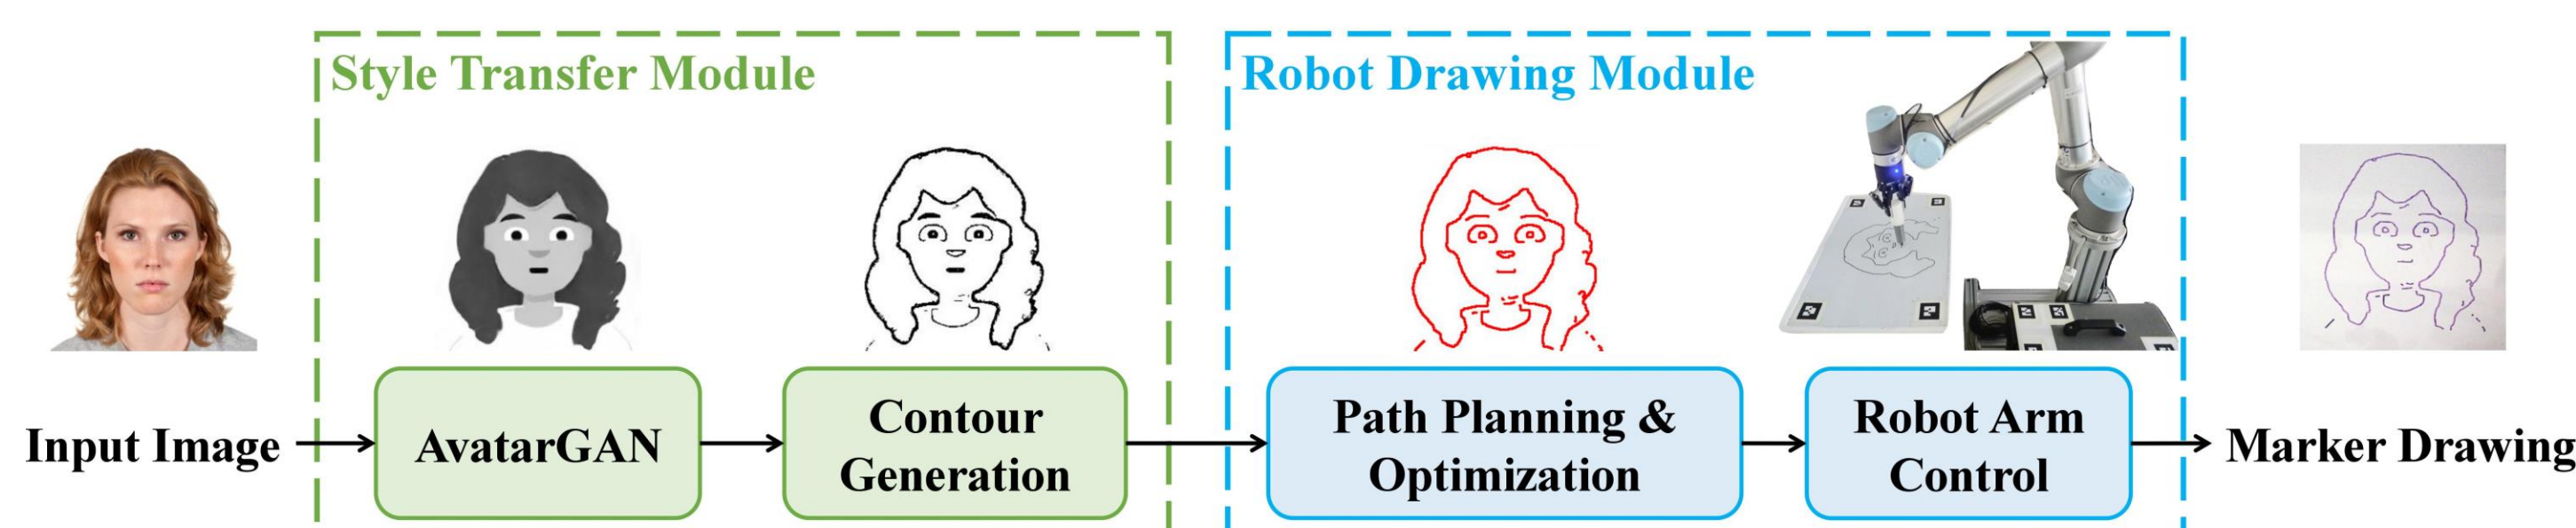 Style Transfer Module
Robot Drawing Module
Input Image
AvatarGAN
Contour
Generation
Path Planning &
Optimization
Robot Arm
Control
Marker Drawing